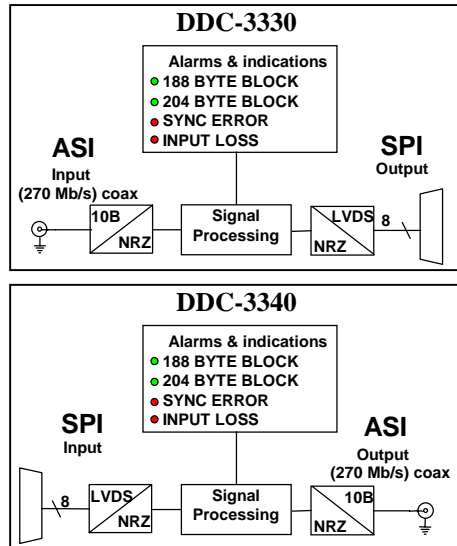 DDC-3330
Alarms & indications
188 BYTE BLOCK
204 BYTE BLOCK
SYNC ERROR
INPUT LOSS
ASI
Input
(270 Mb/s) coax
SPI
Output
10B
NRZ
Signal
Processing
LVDS
NRZ
8
DDC-3340
Alarms & indications
188 BYTE BLOCK
204 BYTE BLOCK
SYNC ERROR
INPUT LOSS
SPI
Input
ASI
Output
(270 Mb/s) coax
8
LVDS
NRZ
Signal
Processing
10B
NRZ